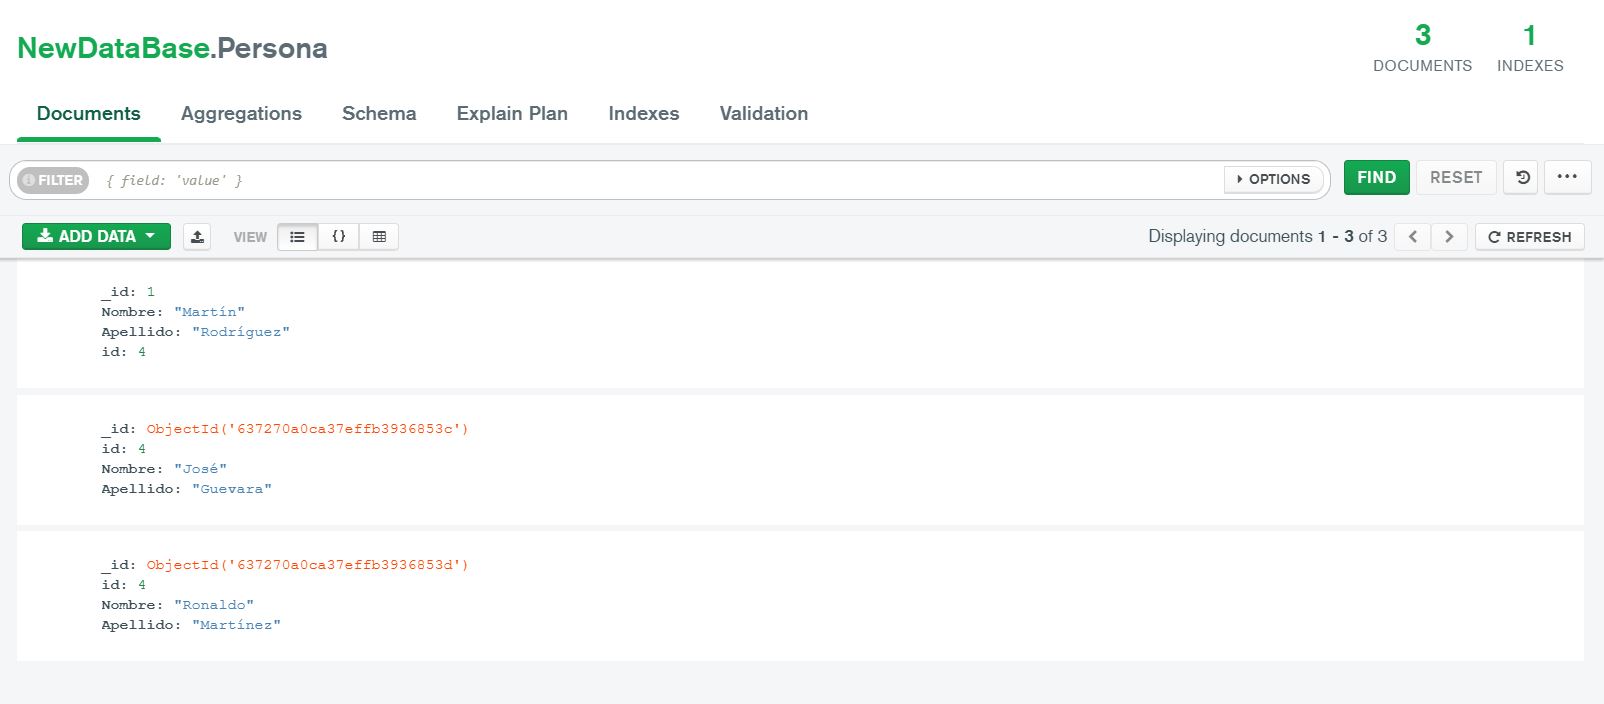 NewDataBase.Persona
3 1
DOCUMENTS INDEXES
Documents Aggregations Schema Explain Plan Indexes Validation
FILTER { field: 'value' } OPTIONS FIND RESET
ADD DATA VIEW {} Displaying documents 1 - 3 of 3 REFRESH
_id: 1
Nombre: "Martín"
Apellido: "Rodríguez"
id: 4
_id: ObjectId('637270a0ca37effb3936853c')
id: 4
Nombre: "José"
Apellido: "Guevara"
_id: ObjectId('637270a0ca37effb3936853d')
id: 4
Nombre: "Ronaldo"
Apellido: "Martínez"